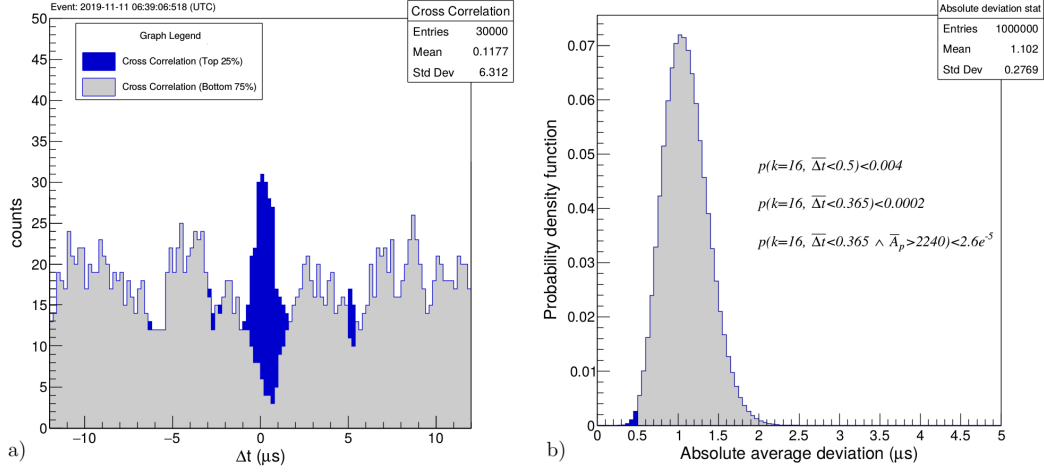 Event: 2019-11-11 06:39:06:518 (UTC)
Cross Correlation
Entries 30000
Mean 0.1177
Std Dev 6.312
Graph Legend
Cross Correlation (Top 25%)
Cross Correlation (Bottom 75%)
counts
50
45
40
35
30
25
20
15
10
5
0
−10 −5 0 5 10
Δt (μs)
a)
Absolute deviation stat
Entries 1000000
Mean 1.102
Std Dev 0.2769
Probability density function
0.07
0.06
0.05
0.04
0.03
0.02
0.01
0
p(k=16, Δ̅t̅<0.5)<0.004
p(k=16, Δ̅t̅<0.365)<0.0002
p(k=16, Δ̅t̅<0.365 ∧ A̅ₚ>2240)<2.6e⁻⁵
0 0.5 1 1.5 2 2.5 3 3.5 4 4.5 5
Absolute average deviation (μs)
b)